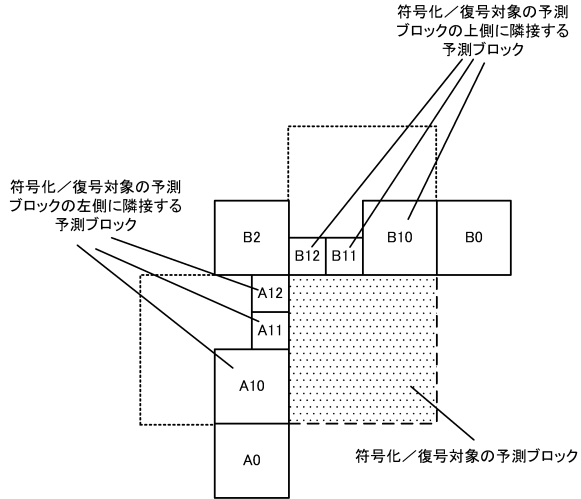 符号化／復号対象の予測
ブロックの上側に隣接する
予測ブロック
符号化／復号対象の予測
ブロックの左側に隣接する
予測ブロック
B2
B12
B11
B10
B0
A12
A11
A10
A0
符号化／復号対象の予測ブロック